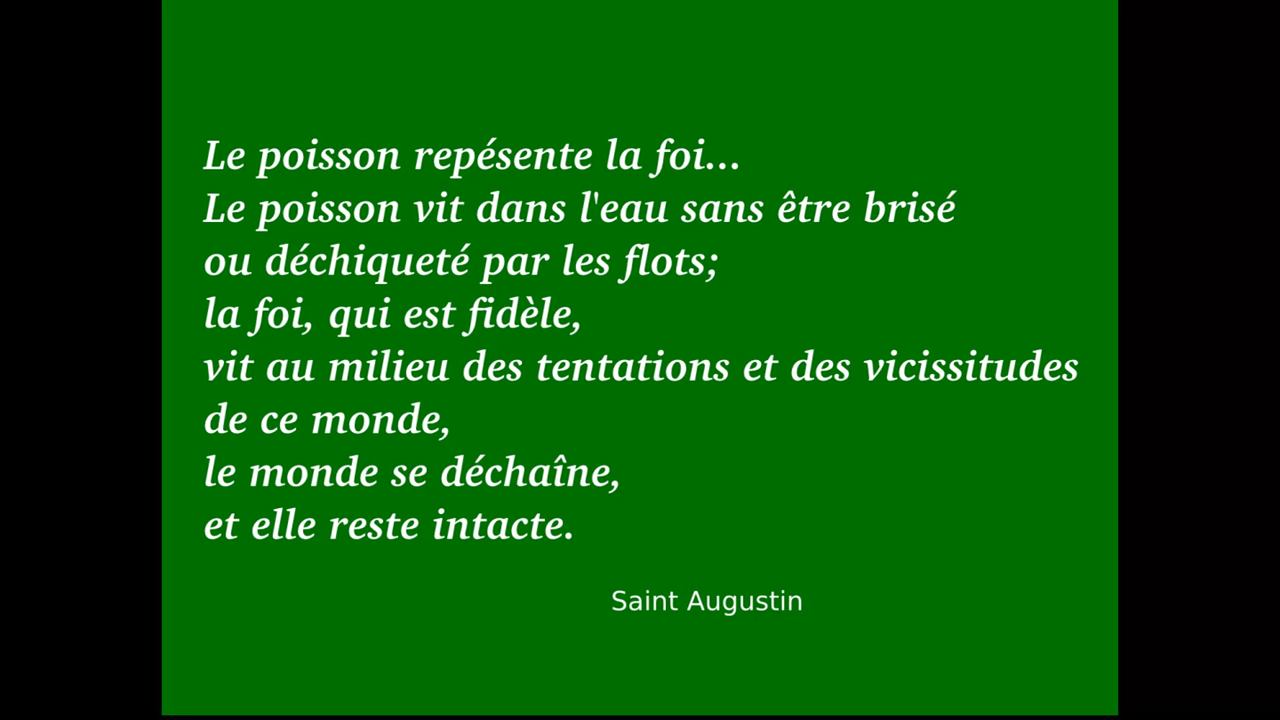 Le poisson repésente la foi...
Le poisson vit dans l'eau sans être brisé
ou déchiqueté par les flots;
la foi, qui est fidèle,
vit au milieu des tentations et des vicissitudes
de ce monde,
le monde se déchaîne,
et elle reste intacte.
Saint Augustin